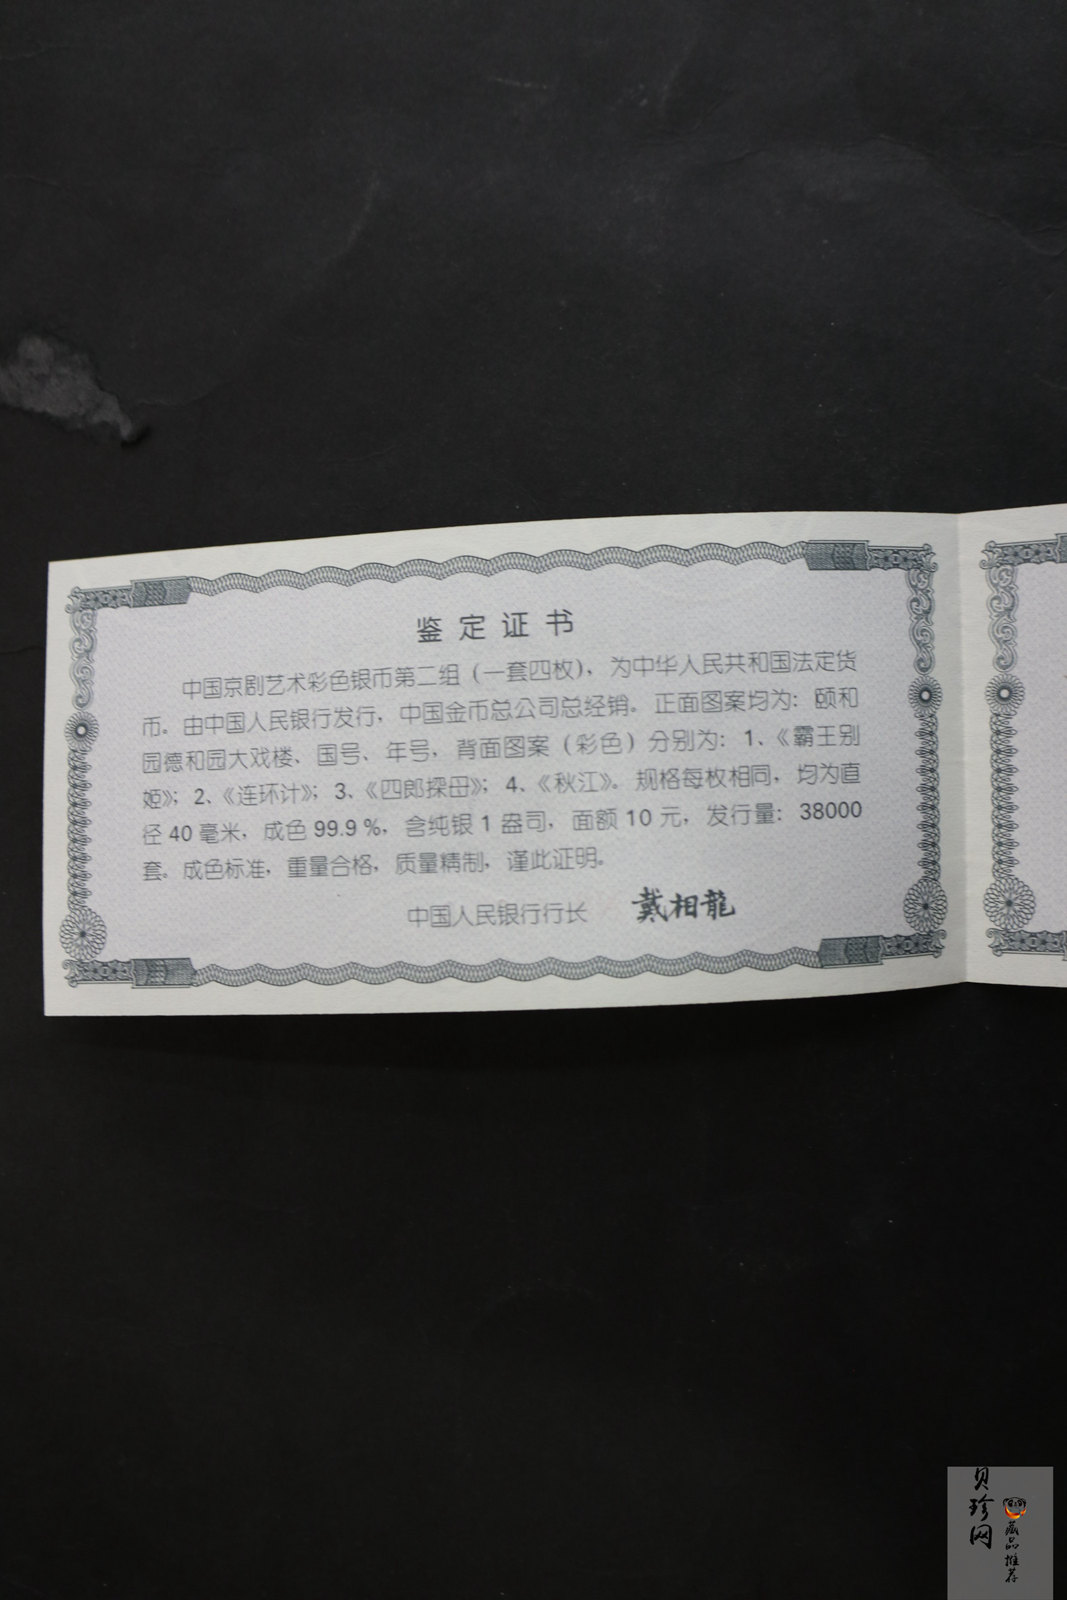 鉴定证书
中国京剧艺术彩色银币第二组（一套四枚），为中华人民共和国法定货
币。由中国人民银行发行，中国金币总公司总经销。正面图案均为：颐和
园德和园大戏楼、国号、年号，背面图案（彩色）分别为：1、《霸王别
姬》；2、《连环计》；3、《四郎探母》；4、《秋江》。规格每枚相同，均为直
径40毫米，成色99.9%，含纯银1盎司，面额10元，发行量：38000
套。成色标准，重量合格，质量精制，谨此证明。
中国人民银行行长 戴相龍
贝珍网
藏品推荐